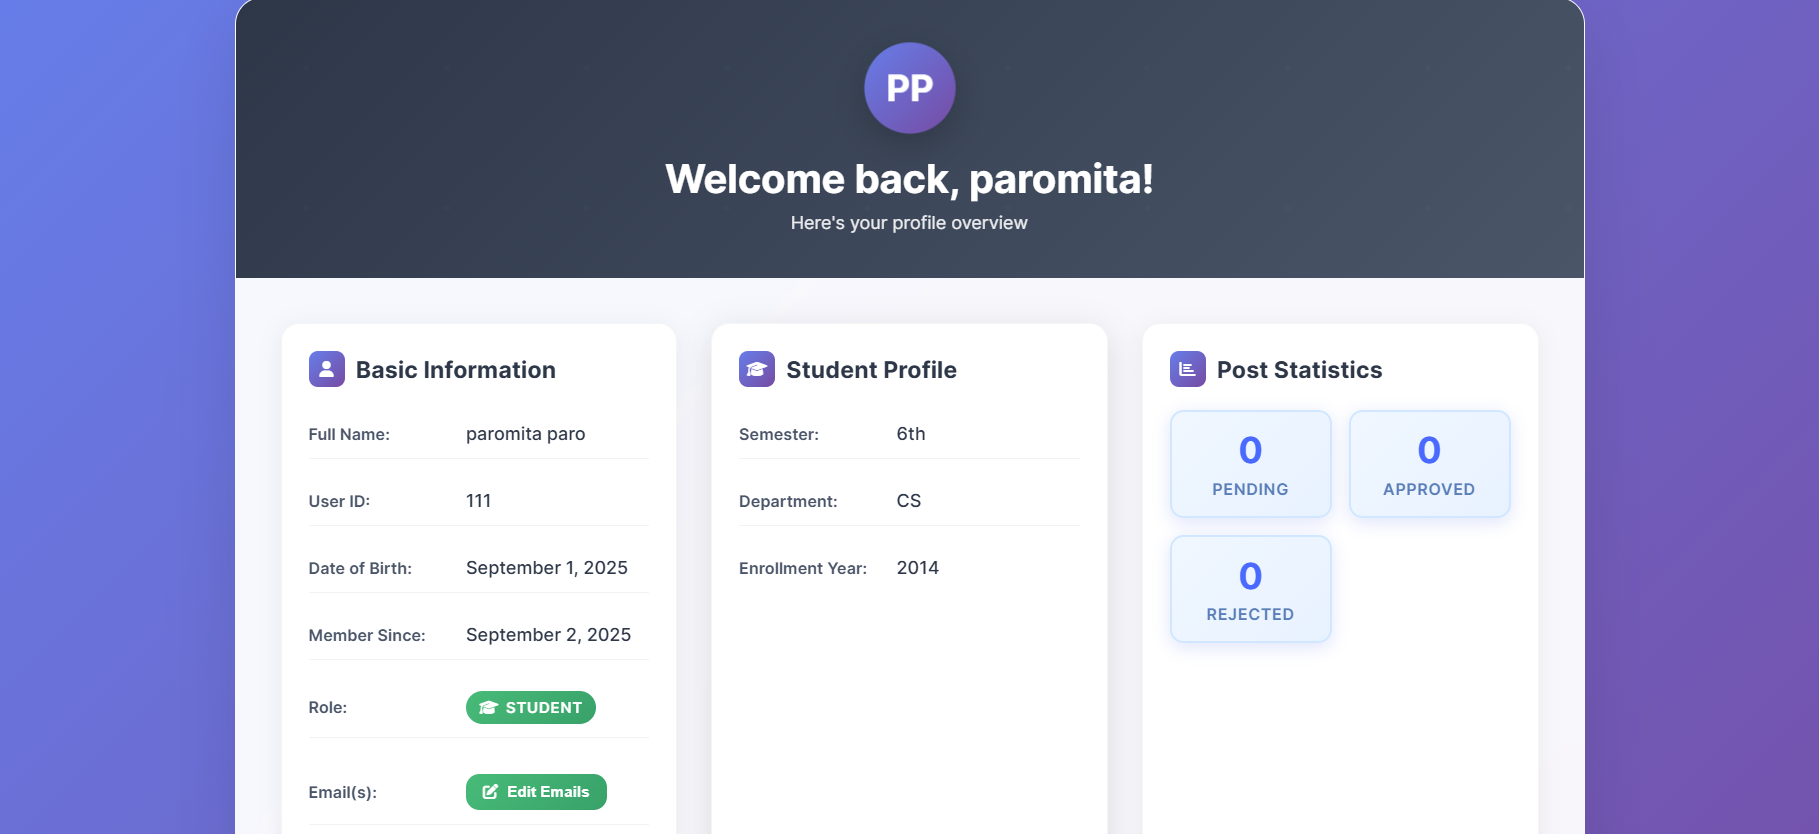 PP
Welcome back, paromita!
Here's your profile overview
Basic Information
Full Name: paromita paro
User ID: 111
Date of Birth: September 1, 2025
Member Since: September 2, 2025
Role: STUDENT
Email(s): Edit Emails
Student Profile
Semester: 6th
Department: CS
Enrollment Year: 2014
Post Statistics
0
PENDING
0
APPROVED
0
REJECTED